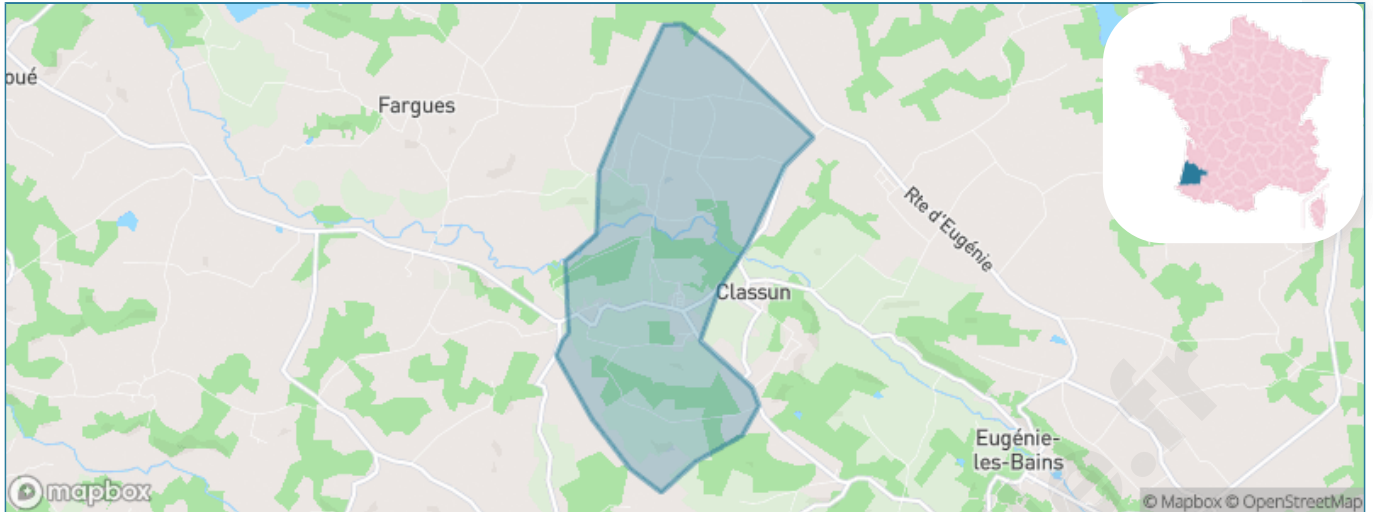 oué
Fargues
Rte d'Eugénie
Classun
Eugénie-
les-Bains
mapbox
© Mapbox © OpenStreetMap